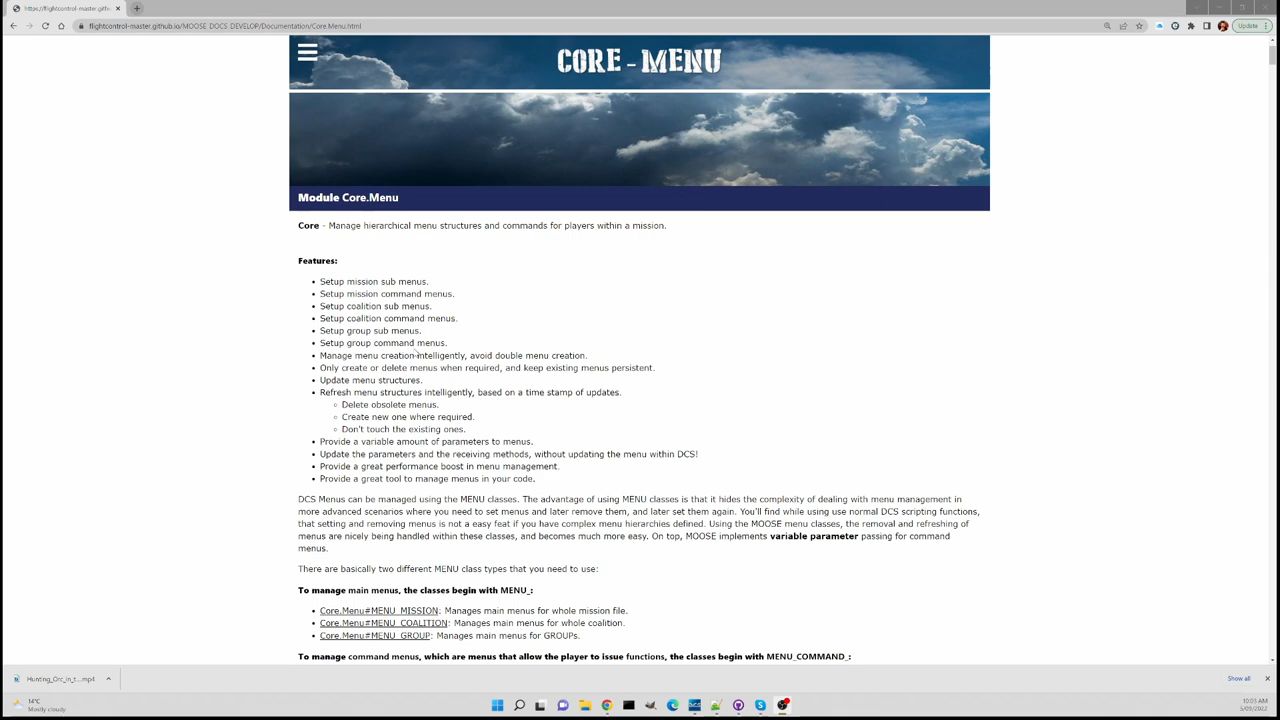 https://flightcontrol-master.githu
flightcontrol-master.github.io/MOOSE_DOCS_DEVELOP/Documentation/Core.Menu.html
Update
CORE - MENU
Module Core.Menu
Core - Manage hierarchical menu structures and commands for players within a mission.
Features:
• Setup mission sub menus.
• Setup mission command menus.
• Setup coalition sub menus.
• Setup coalition command menus.
• Setup group sub menus.
• Setup group command menus.
• Manage menu creation intelligently, avoid double menu creation.
• Only create or delete menus when required, and keep existing menus persistent.
• Update menu structures.
• Refresh menu structures intelligently, based on a time stamp of updates.
◦ Delete obsolete menus.
◦ Create new one where required.
◦ Don't touch the existing ones.
• Provide a variable amount of parameters to menus.
• Update the parameters and the receiving methods, without updating the menu within DCS!
• Provide a great performance boost in menu management.
• Provide a great tool to manage menus in your code.
DCS Menus can be managed using the MENU classes. The advantage of using MENU classes is that it hides the complexity of dealing with menu management in
more advanced scenarios where you need to set menus and later remove them, and later set them again. You'll find while using use normal DCS scripting functions,
that setting and removing menus is not a easy feat if you have complex menu hierarchies defined. Using the MOOSE menu classes, the removal and refreshing of
menus are nicely being handled within these classes, and becomes much more easy. On top, MOOSE implements variable parameter passing for command
menus.
There are basically two different MENU class types that you need to use:
To manage main menus, the classes begin with MENU_:
• Core.Menu#MENU_MISSION: Manages main menus for whole mission file.
• Core.Menu#MENU_COALITION: Manages main menus for whole coalition.
• Core.Menu#MENU_GROUP: Manages main menus for GROUPs.
To manage command menus, which are menus that allow the player to issue functions, the classes begin with MENU_COMMAND_:
Hunting_Orc_in_t....mp4
Show all
14°C
Mostly cloudy
10:03 AM
5/09/2022